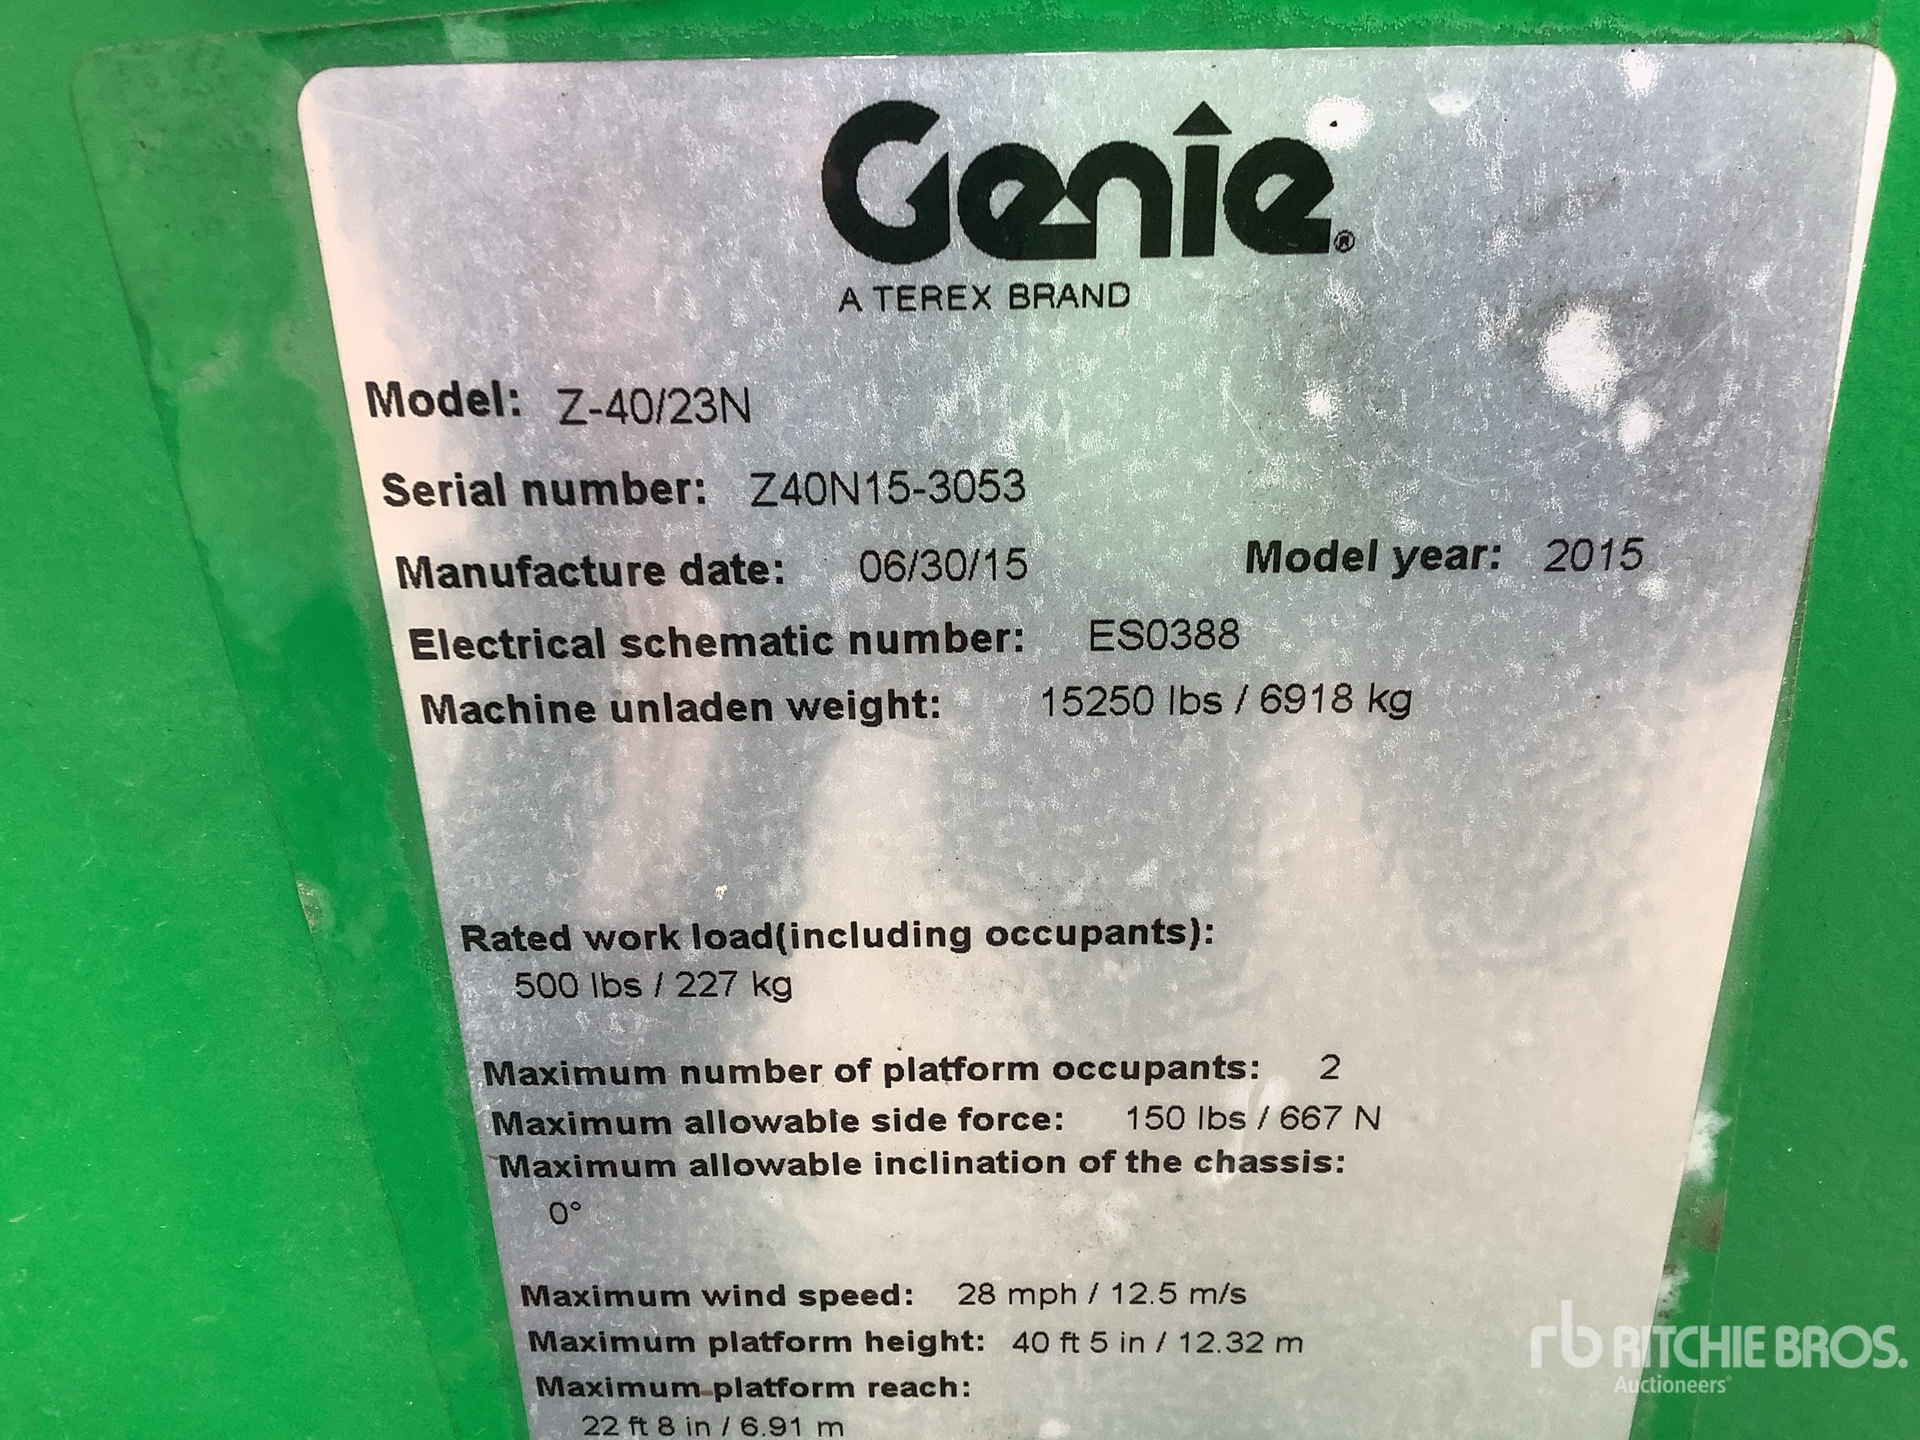 Genie®
A TEREX BRAND
Model: Z-40/23N
Serial number: Z40N15-3053
Manufacture date: 06/30/15 Model year: 2015
Electrical schematic number: ES0388
Machine unladen weight: 15250 lbs / 6918 kg
Rated work load(including occupants):
500 lbs / 227 kg
Maximum number of platform occupants: 2
Maximum allowable side force: 150 lbs / 667 N
Maximum allowable inclination of the chassis:
0°
Maximum wind speed: 28 mph / 12.5 m/s
Maximum platform height: 40 ft 5 in / 12.32 m
Maximum platform reach:
22 ft 8 in / 6.91 m
rb RITCHIE BROS.
Auctioneers®